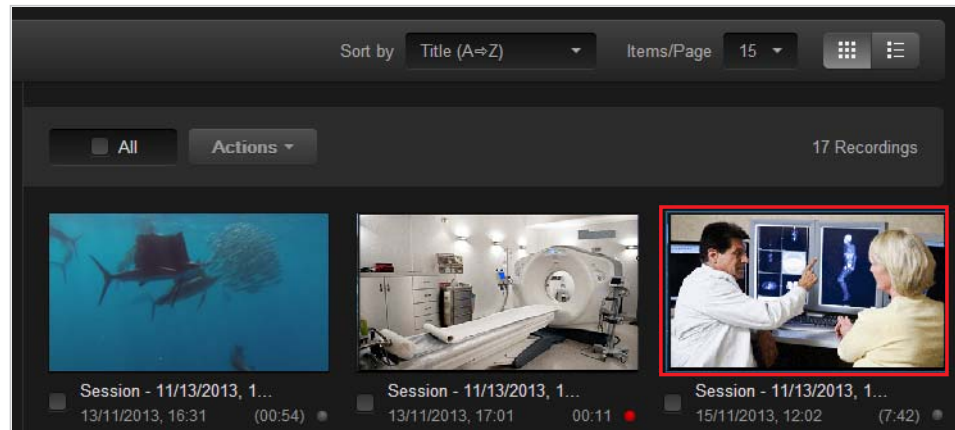 Sort by Title (A⇨Z) Items/Page 15
All Actions 17 Recordings
Session - 11/13/2013, 1...
13/11/2013, 16:31 (00:54)
Session - 11/13/2013, 1...
13/11/2013, 17:01 00:11
Session - 11/13/2013, 1...
15/11/2013, 12:02 (7:42)